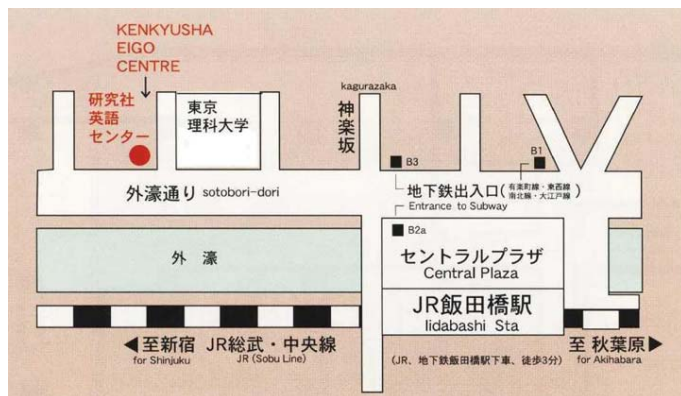 KENKYUSHA
EIGO
CENTRE
研究社
英語
センター
東京
理科大学
kagurazaka
神楽坂
B3
B1
外濠通り sotobori-dori
地下鉄出入口(有楽町線・東西線
南北線・大江戸線)
Entrance to Subway
B2a
外 濠
セントラルプラザ
Central Plaza
JR飯田橋駅
Iidabashi Sta
◀至新宿 JR総武・中央線
for Shinjuku JR (Sobu Line)
(JR、地下鉄飯田橋駅下車、徒歩3分)
至 秋葉原▶
for Akihabara